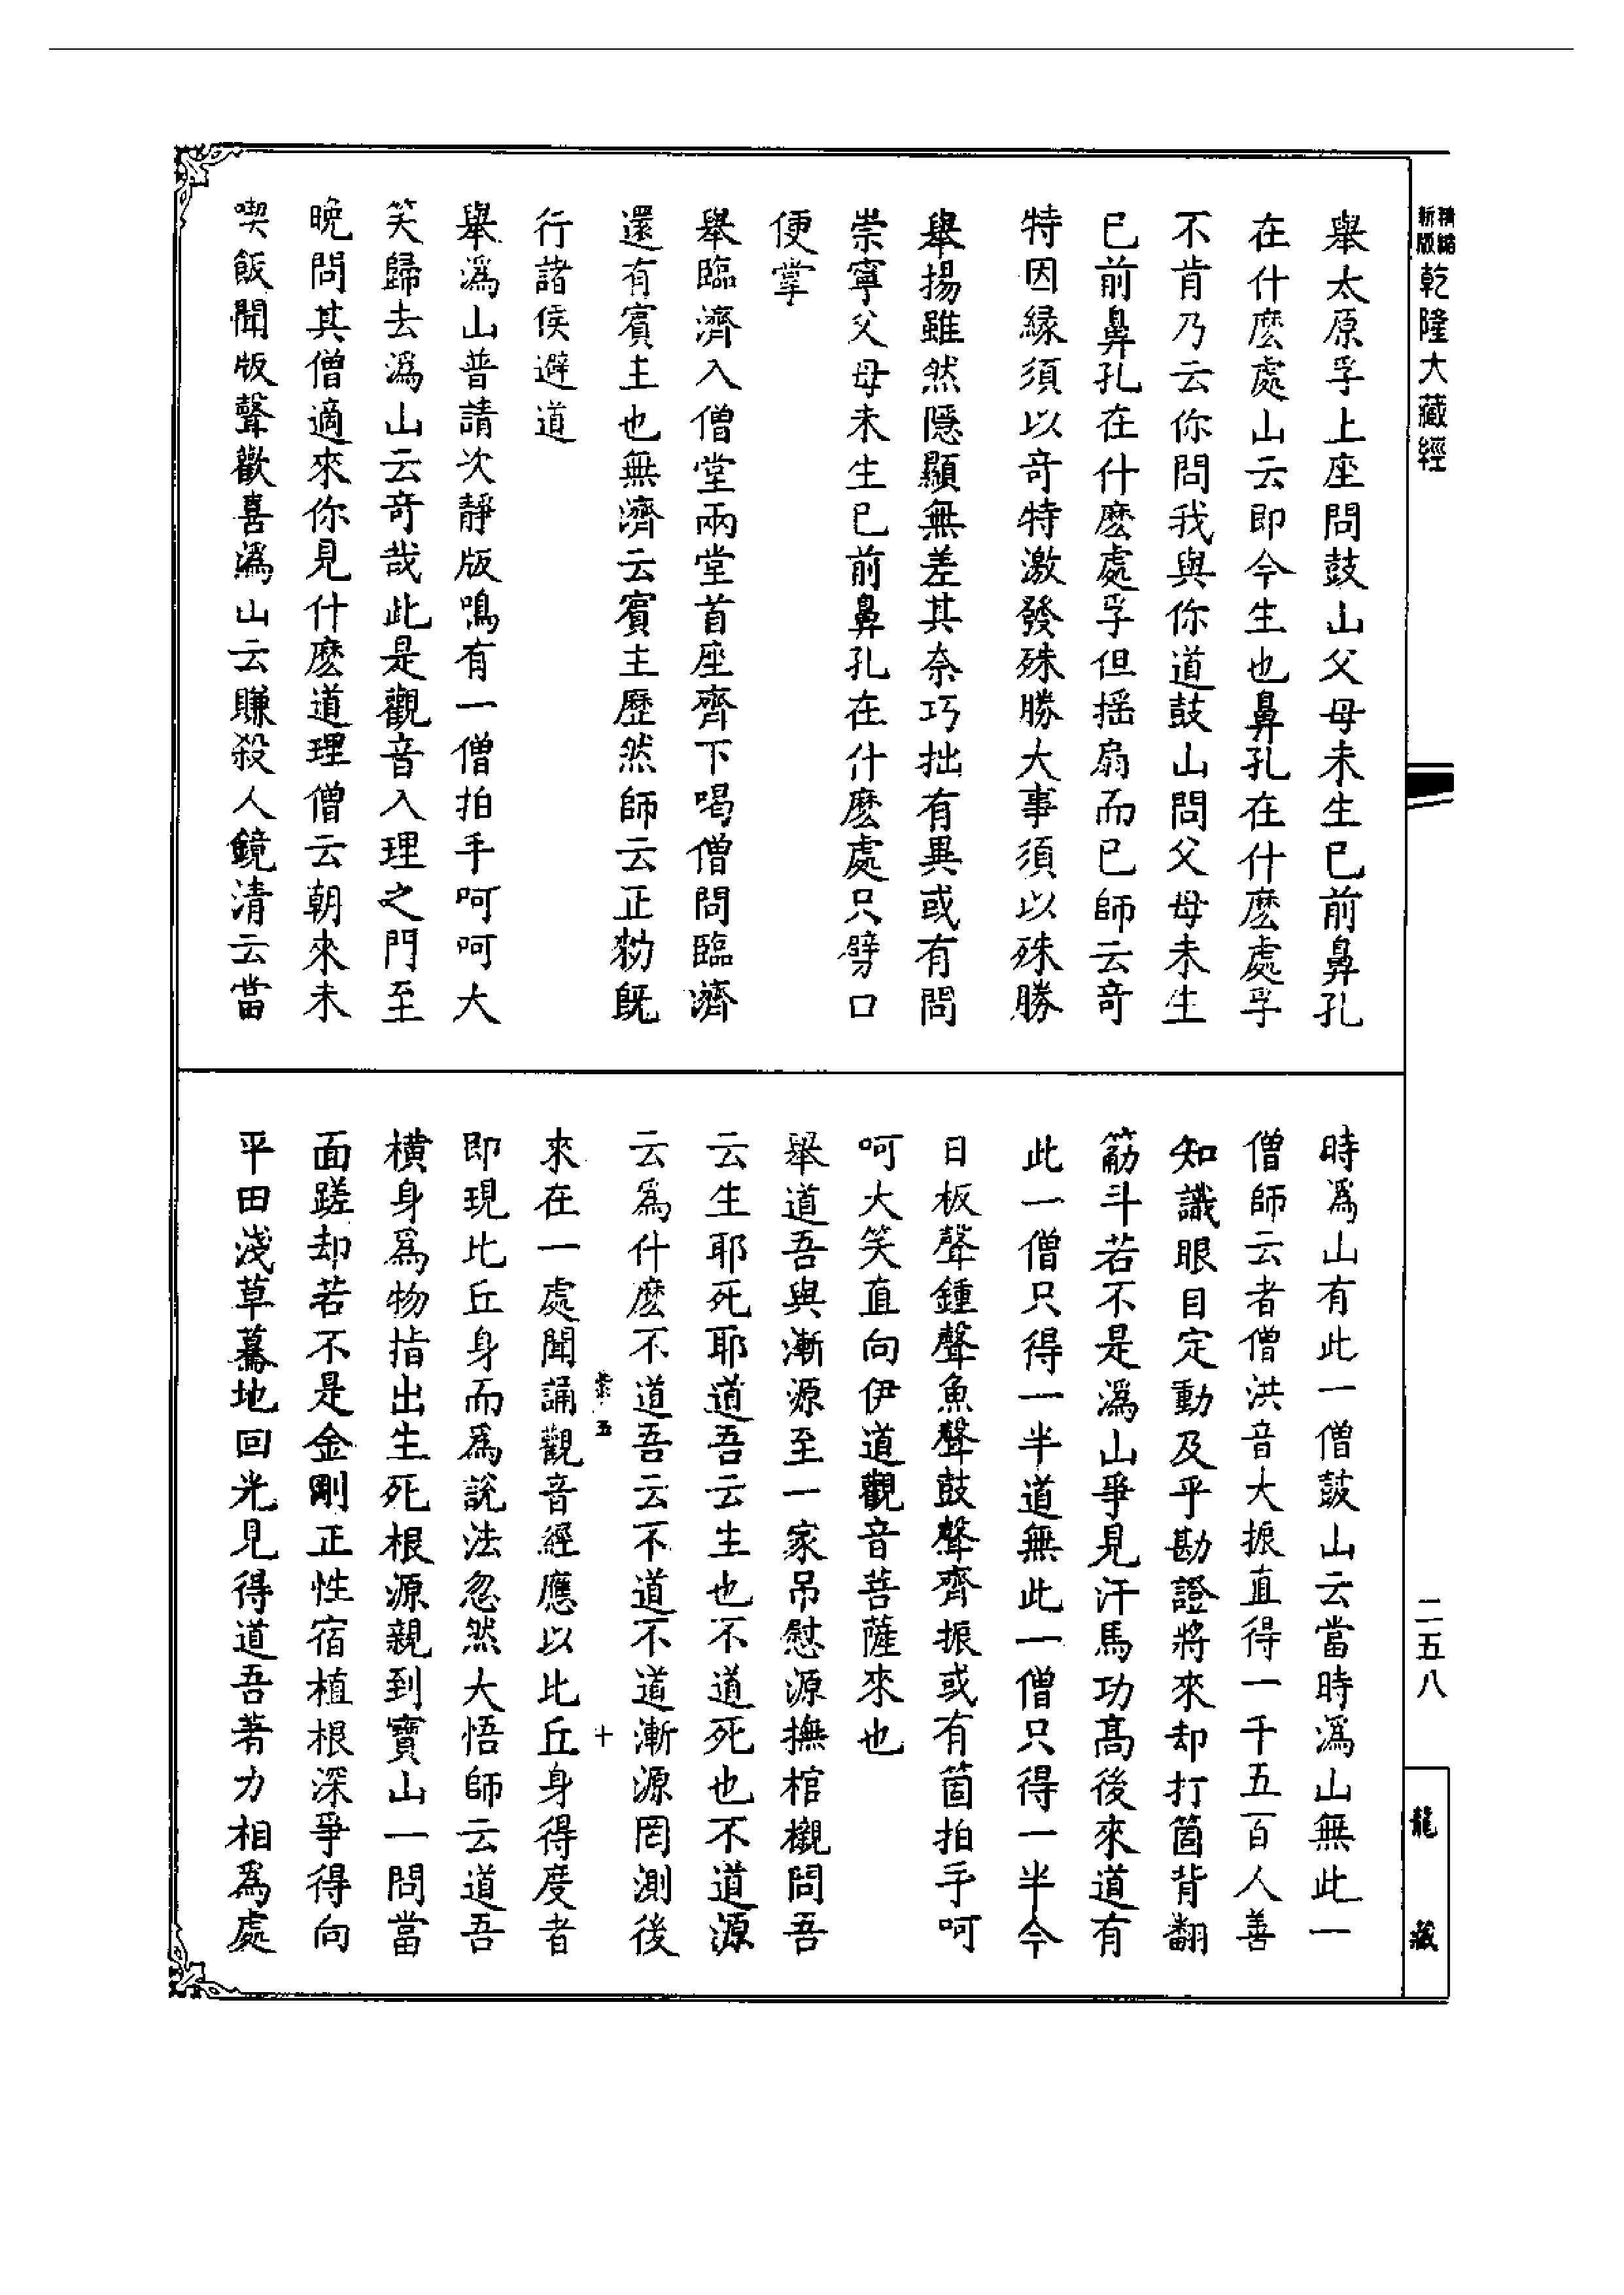 精縮
新版
乾隆大藏經
舉太原孚上座問鼓山父母未生已前鼻孔
在什麽處山云即今生也鼻孔在什麽處孚
不肯乃云你問我與你道鼓山問父母未生
已前鼻孔在什麽處孚但揺扇而已師云竒
特因縁須以竒特激發殊勝大事須以殊勝
舉揚雖然隱顯無差其奈巧拙有異或有問
崇寧父母未生已前鼻孔在什麽處只劈口
便掌
舉臨濟入僧堂兩堂首座齊下喝僧問臨濟
還有賓主也無濟云賓主歷然師云正勑既
行諸侯避道
舉溈山普請次靜版鳴有一僧拍手呵呵大
笑歸去溈山云竒哉此是觀音入理之門至
晚問其僧適來你見什麽道理僧云朝來未
喫飯聞版聲歡喜溈山云賺殺人鏡清云當
時溈山有此一僧鼓山云當時溈山無此一
僧師云者僧洪音大振直得一千五百人善
知識眼目定動及乎勘證將來却打箇背翻
筋斗若不是溈山爭見汗馬功高後來道有
此一僧只得一半道無此一僧只得一半今
日板聲鍾聲魚聲鼓聲齊振或有箇拍手呵
呵大笑直向伊道觀音菩薩來也
舉道吾與漸源至一家吊慰源撫棺櫬問吾
云生耶死耶道吾云生也不道死也不道源
云爲什麽不道吾云不道不道漸源罔測後
紫五
十
來在一處聞誦觀音經應以比丘身得度者
即現比丘身而爲說法忽然大悟師云道吾
橫身爲物指出生死根源親到寶山一問當
面蹉却若不是金剛正性宿植根深爭得向
平田淺草驀地回光見得道吾著力相爲處
二五八
龍藏